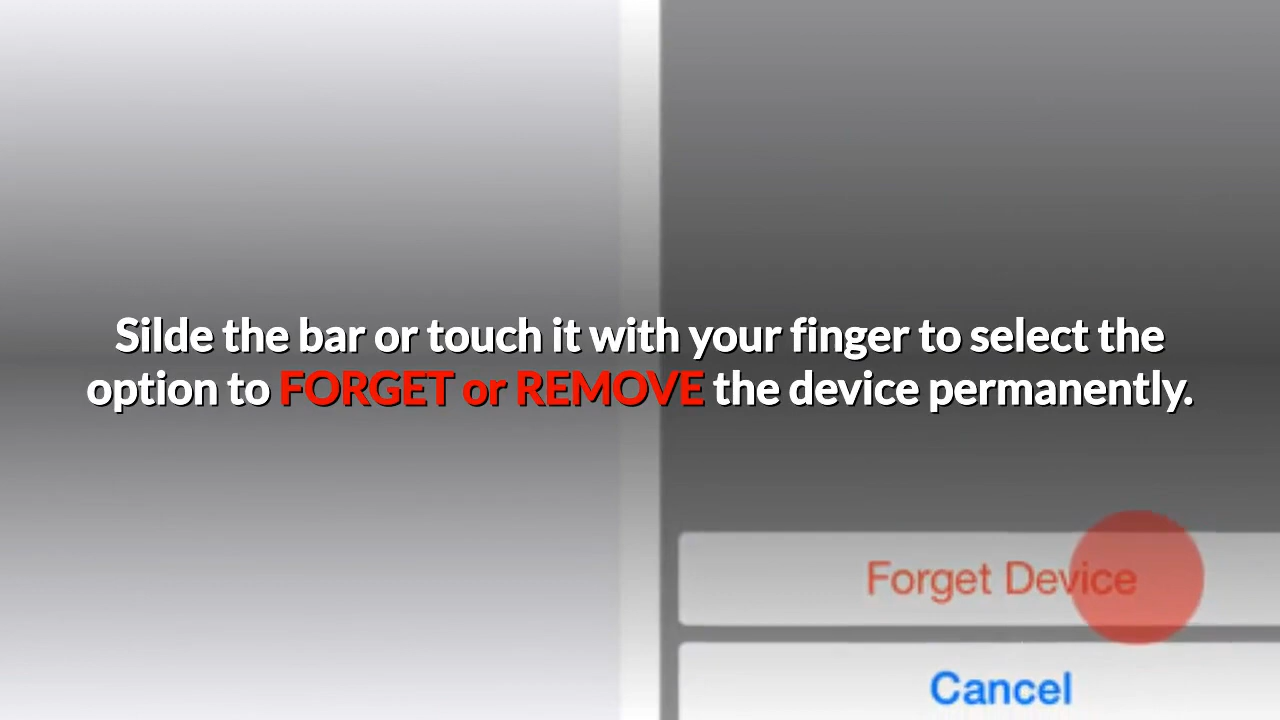 Silde the bar or touch it with your finger to select the
option to FORGET or REMOVE the device permanently.
Forget Device
Cancel